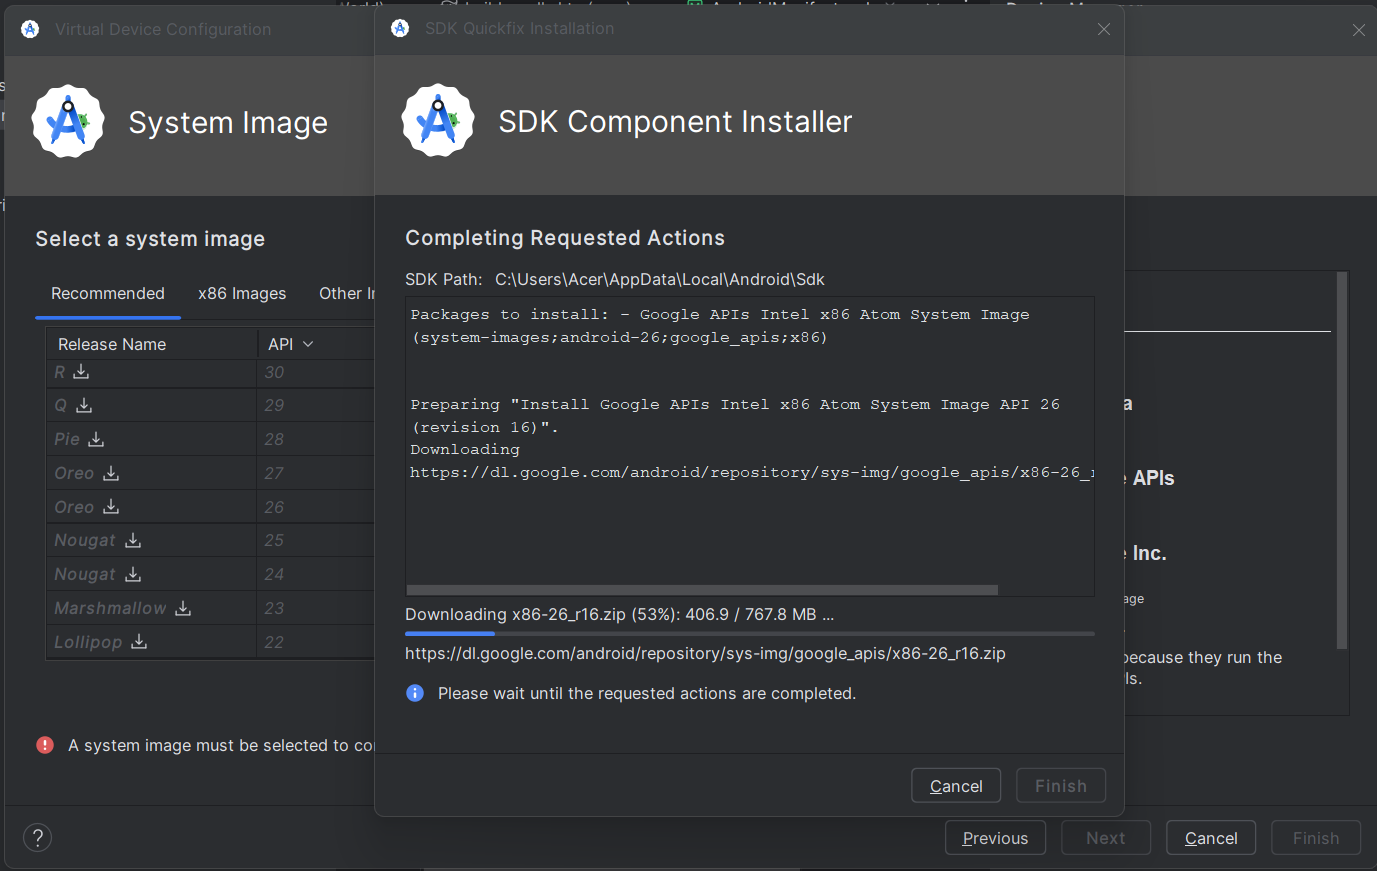 Virtual Device Configuration
System Image
Select a system image
Recommended x86 Images Other I
Release Name API
R 30
Q 29
Pie 28
Oreo 27
Oreo 26
Nougat 25
Nougat 24
Marshmallow 23
Lollipop 22
A system image must be selected to co
?
Previous Next Cancel Finish
SDK Quickfix Installation
SDK Component Installer
Completing Requested Actions
SDK Path: C:\Users\Acer\AppData\Local\Android\Sdk
Packages to install: - Google APIs Intel x86 Atom System Image
(system-images;android-26;google_apis;x86)
Preparing "Install Google APIs Intel x86 Atom System Image API 26
(revision 16)".
Downloading
https://dl.google.com/android/repository/sys-img/google_apis/x86-26_r
Downloading x86-26_r16.zip (53%): 406.9 / 767.8 MB ...
https://dl.google.com/android/repository/sys-img/google_apis/x86-26_r16.zip
Please wait until the requested actions are completed.
Cancel Finish
a
APIs
Inc.
age
because they run the
ls.